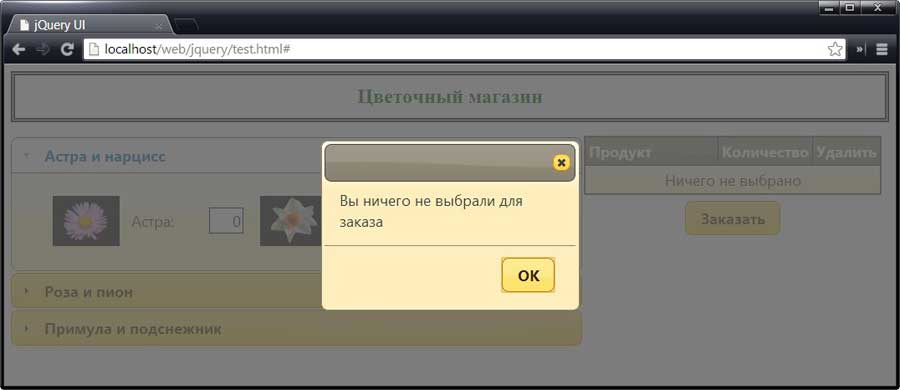 jQuery UI
localhost/web/jquery/test.html#
Цветочный магазин
Астра и нарцисс
Астра:
0
Роза и пион
Примула и подснежник
Вы ничего не выбрали для
заказа
OK
Продукт Количество Удалить
Ничего не выбрано
Заказать